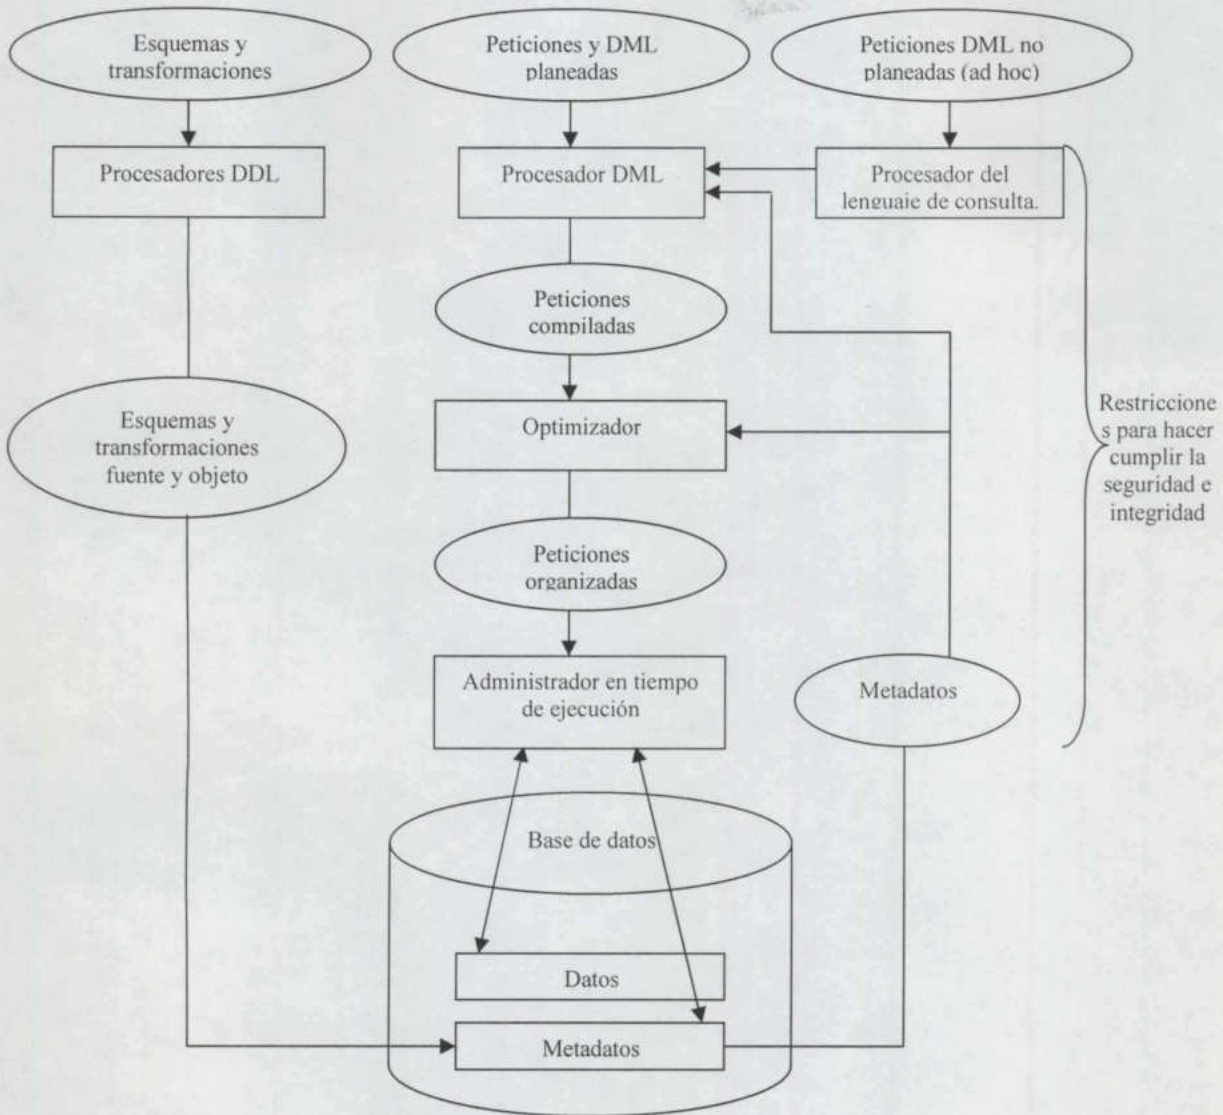 Esquemas y
transformaciones
Peticiones y DML
planeadas
Peticiones DML no
planeadas (ad hoc)
Procesadores DDL
Procesador DML
Procesador del
lenguaje de consulta.
Peticiones
compiladas
Esquemas y
transformaciones
fuente y objeto
Optimizador
Restriccione
s para hacer
cumplir la
seguridad e
integridad
Peticiones
organizadas
Administrador en tiempo
de ejecución
Metadatos
Base de datos
Datos
Metadatos